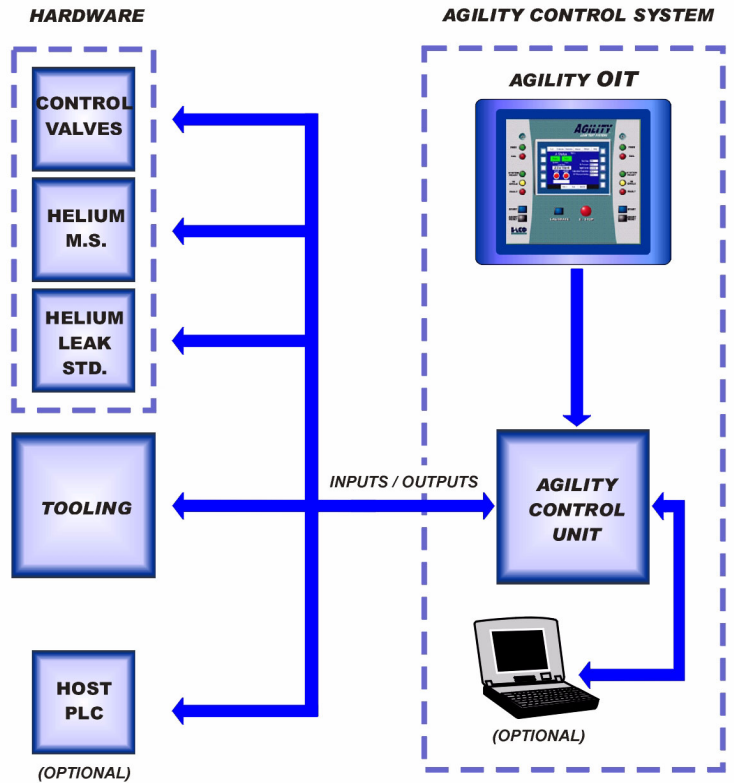 HARDWARE
AGILITY CONTROL SYSTEM
AGILITY OIT
CONTROL
VALVES
HELIUM
M.S.
HELIUM
LEAK
STD.
AGILITY
TOOLING
INPUTS / OUTPUTS
AGILITY
CONTROL
UNIT
HOST
PLC
(OPTIONAL)
(OPTIONAL)